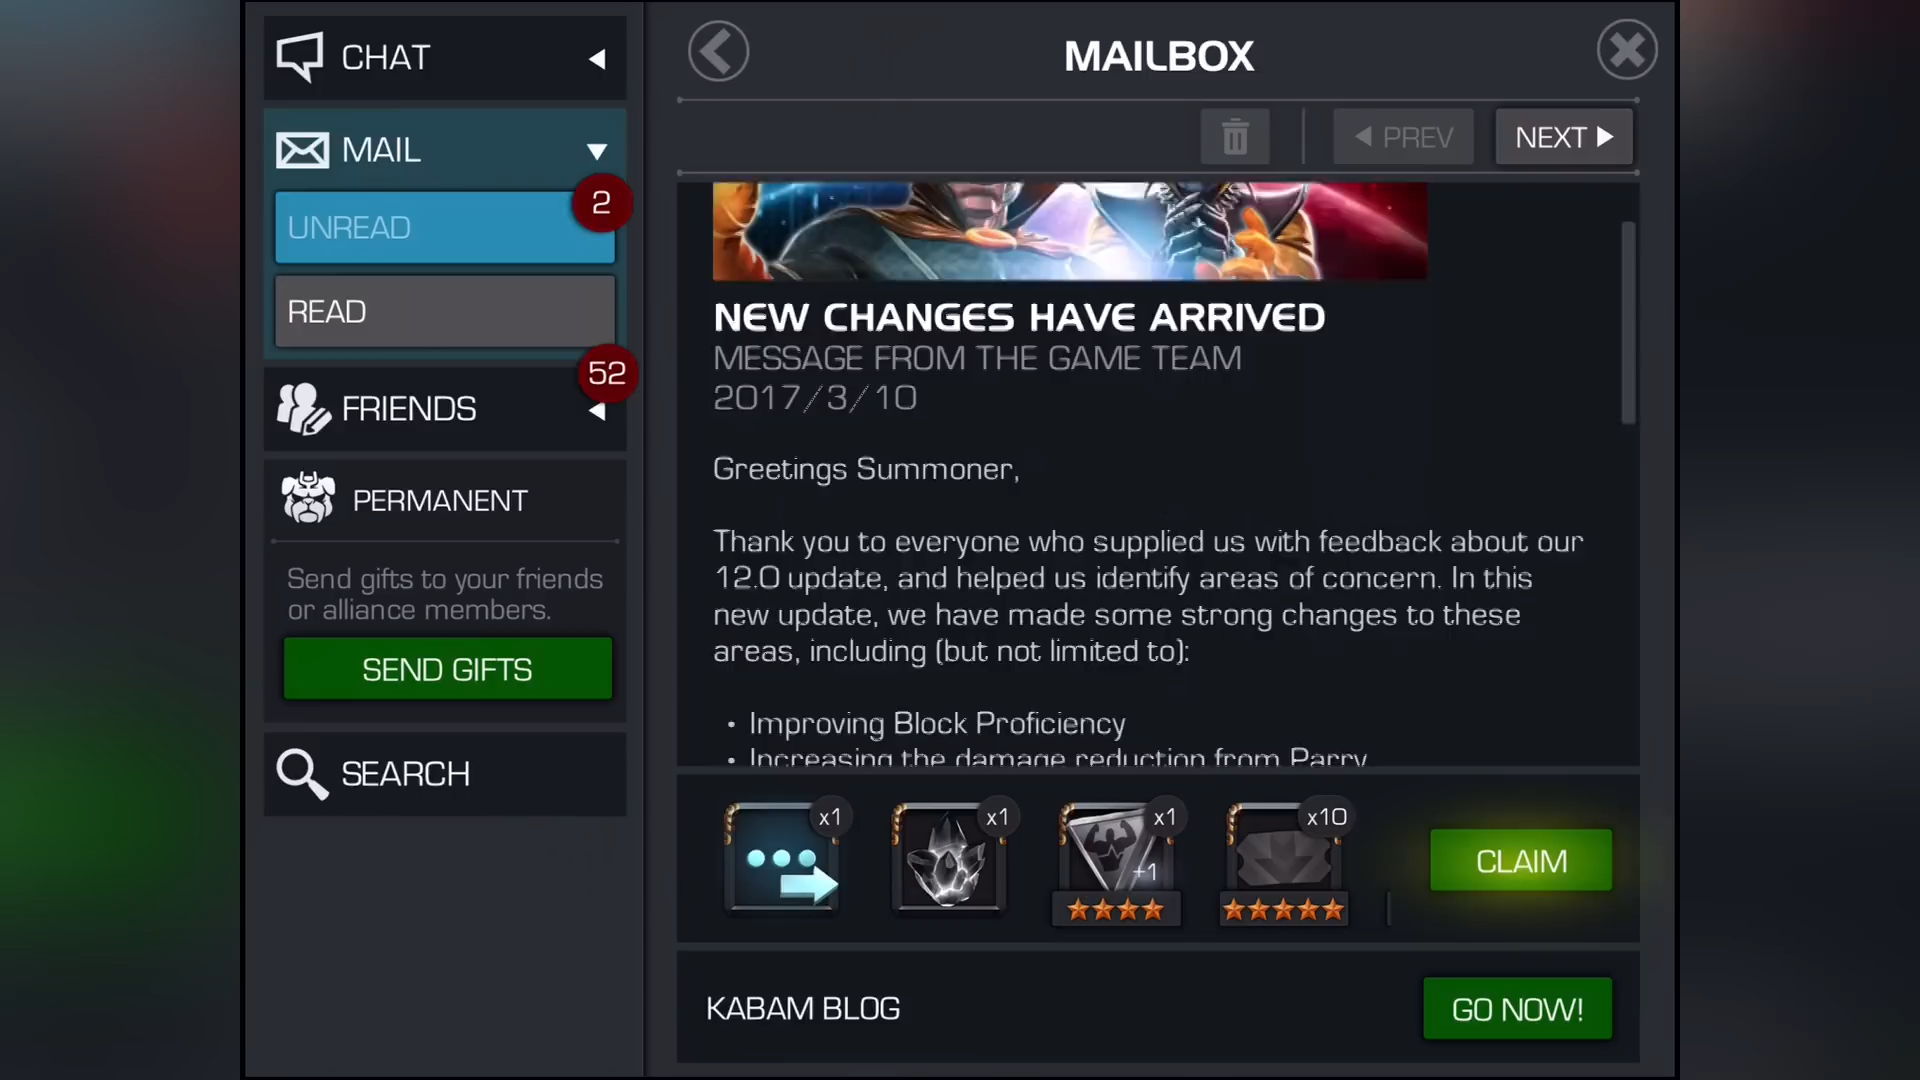 CHAT
MAIL
2
UNREAD
READ
52
FRIENDS
PERMANENT
Send gifts to your friends
or alliance members.
SEND GIFTS
SEARCH
MAILBOX
PREV
NEXT
NEW CHANGES HAVE ARRIVED
MESSAGE FROM THE GAME TEAM
2017/3/10
Greetings Summoner,
Thank you to everyone who supplied us with feedback about our
12.0 update, and helped us identify areas of concern. In this
new update, we have made some strong changes to these
areas, including (but not limited to):
• Improving Block Proficiency
• Increasing the damage reduction from Parry
x1
x1
x1
+1
x10
CLAIM
KABAM BLOG
GO NOW!